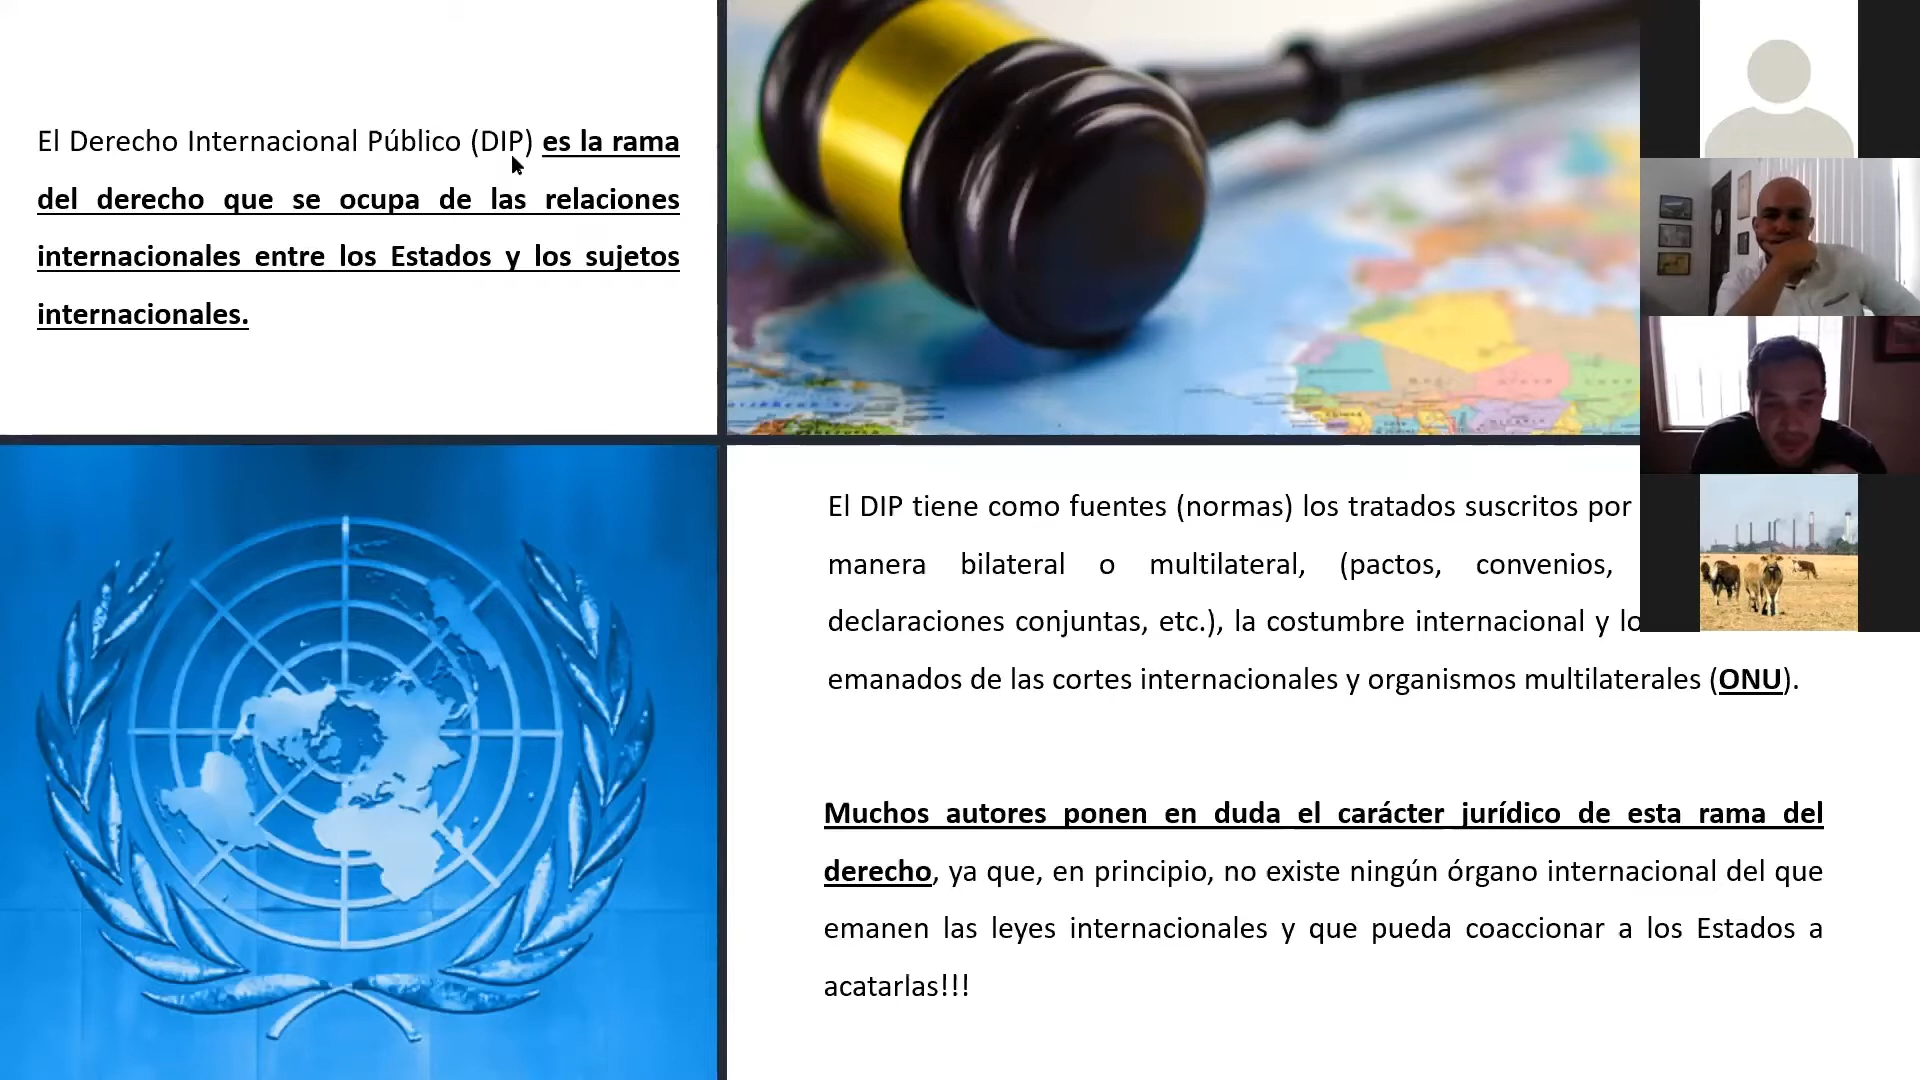 El Derecho Internacional Público (DIP) es la rama
del derecho que se ocupa de las relaciones
internacionales entre los Estados y los sujetos
internacionales.
El DIP tiene como fuentes (normas) los tratados suscritos por
manera bilateral o multilateral, (pactos, convenios,
declaraciones conjuntas, etc.), la costumbre internacional y
emanados de las cortes internacionales y organismos multilaterales (ONU).
Muchos autores ponen en duda el carácter jurídico de esta rama del
derecho, ya que, en principio, no existe ningún órgano internacional del que
emanen las leyes internacionales y que pueda coaccionar a los Estados a
acatarlas!!!